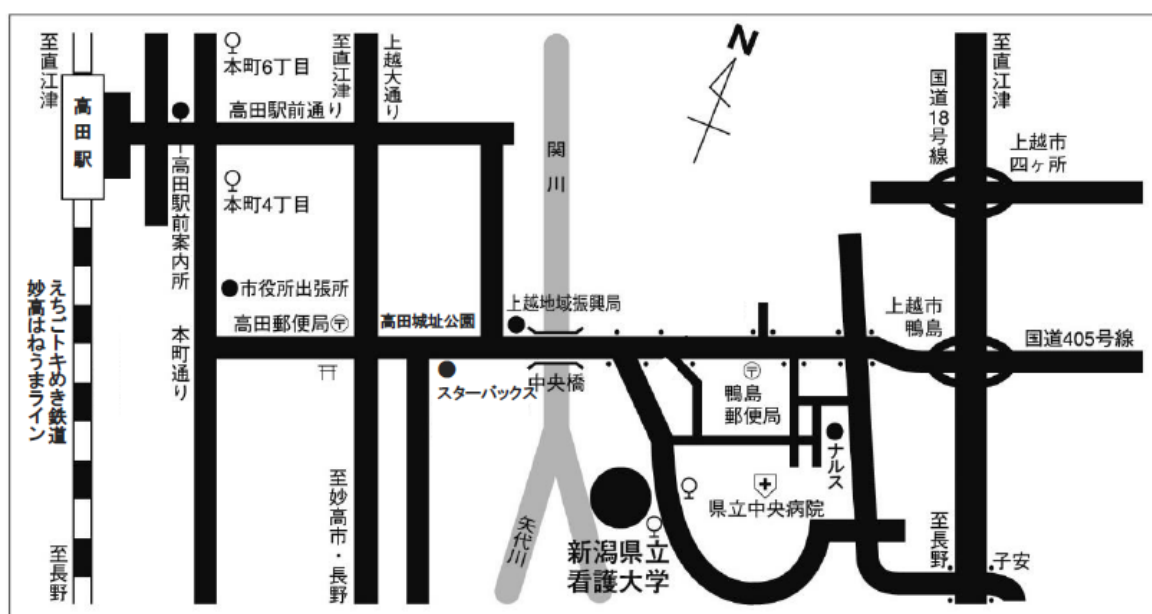 至直江津
高田駅
えちごトキめき鉄道
妙高はねうまライン
至長野
本町6丁目
高田駅前通り
高田駅前案内所
本町4丁目
市役所出張所
高田郵便局〒
本町通り
至直江津
上越大通り
至妙高市・長野
高田城址公園
スターバックス
関川
上越地域振興局
中央橋
矢代川
N
新潟県立
看護大学
〒
鴨島
郵便局
ナルス
県立中央病院
国道18号線
至直江津
上越市
四ヶ所
上越市
鴨島
国道405号線
至長野
子安